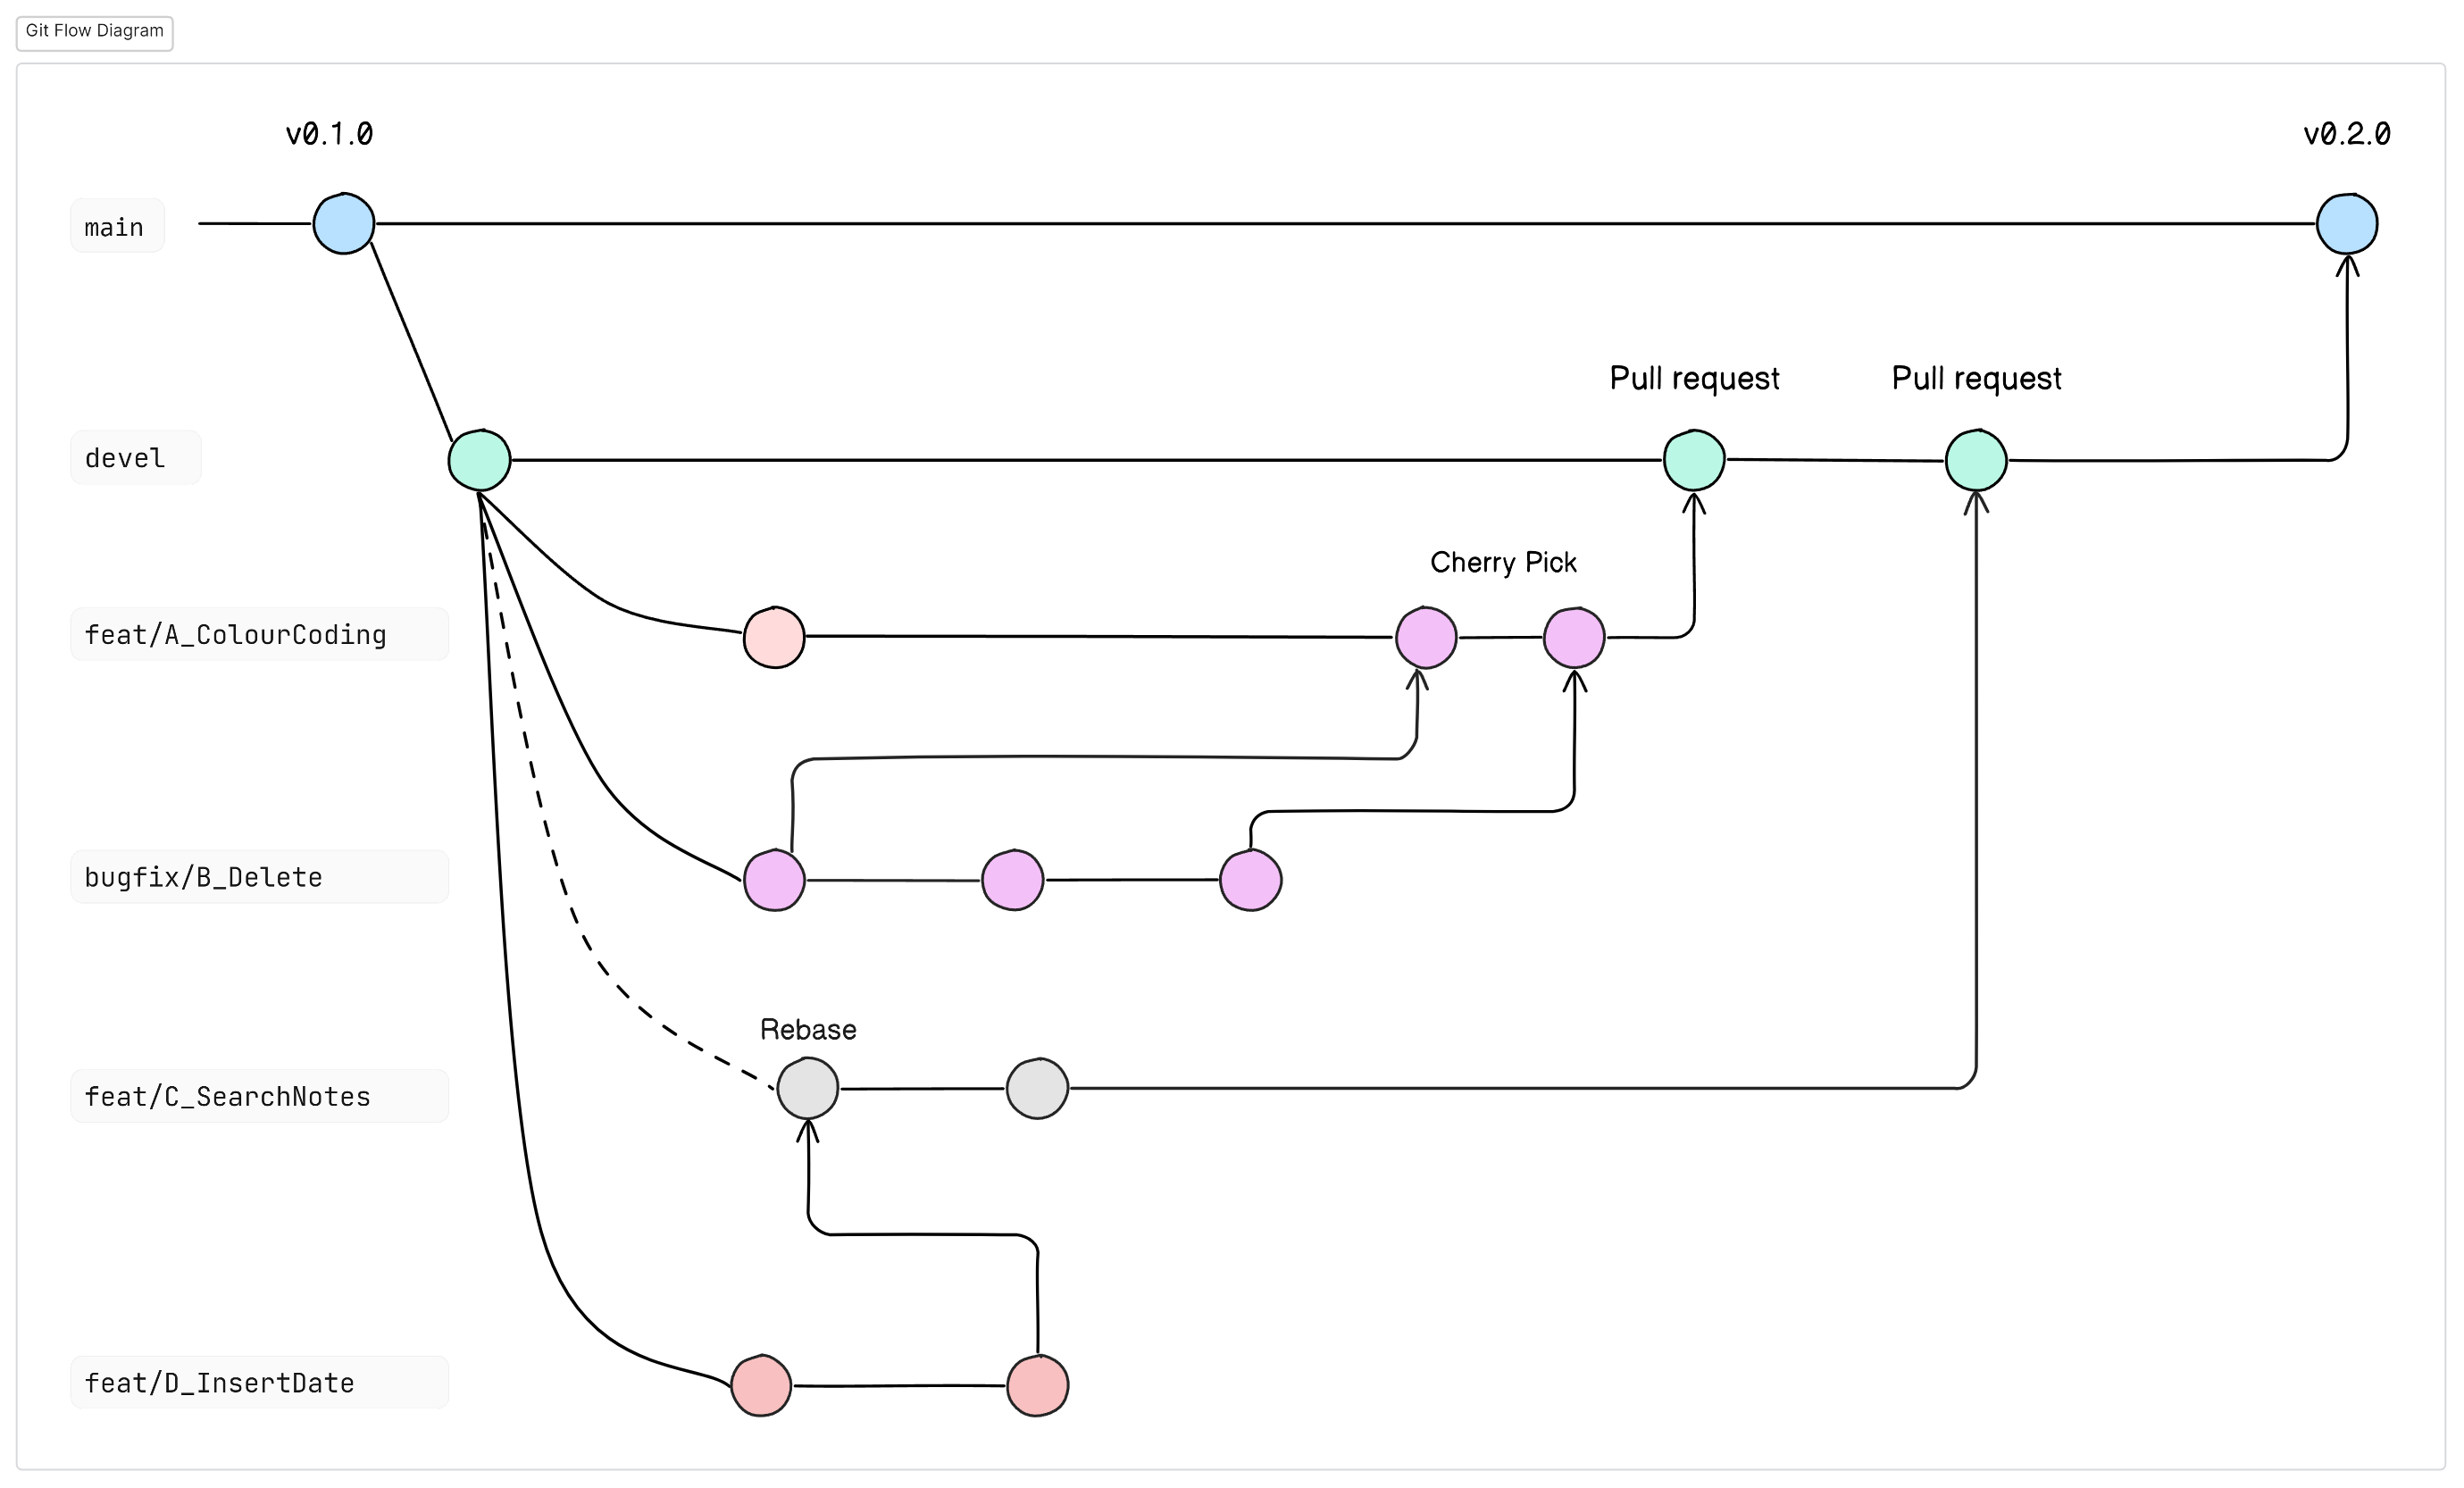 Git Flow Diagram
v0.1.0
v0.2.0
main
Pull request
Pull request
devel
Cherry Pick
feat/A_ColourCoding
bugfix/B_Delete
Rebase
feat/C_SearchNotes
feat/D_InsertDate